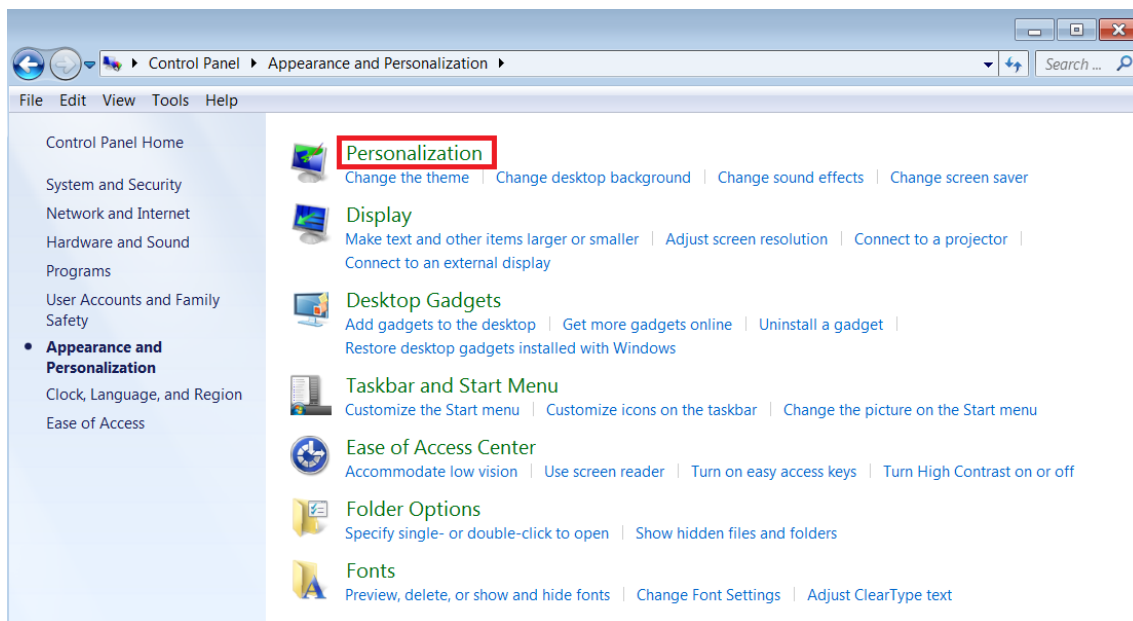 Control Panel Appearance and Personalization Search ...
File Edit View Tools Help
Control Panel Home
System and Security
Network and Internet
Hardware and Sound
Programs
User Accounts and Family
Safety
Appearance and
Personalization
Clock, Language, and Region
Ease of Access
Personalization
Change the theme Change desktop background Change sound effects Change screen saver
Display
Make text and other items larger or smaller Adjust screen resolution Connect to a projector
Connect to an external display
Desktop Gadgets
Add gadgets to the desktop Get more gadgets online Uninstall a gadget
Restore desktop gadgets installed with Windows
Taskbar and Start Menu
Customize the Start menu Customize icons on the taskbar Change the picture on the Start menu
Ease of Access Center
Accommodate low vision Use screen reader Turn on easy access keys Turn High Contrast on or off
Folder Options
Specify single- or double-click to open Show hidden files and folders
Fonts
Preview, delete, or show and hide fonts Change Font Settings Adjust ClearType text